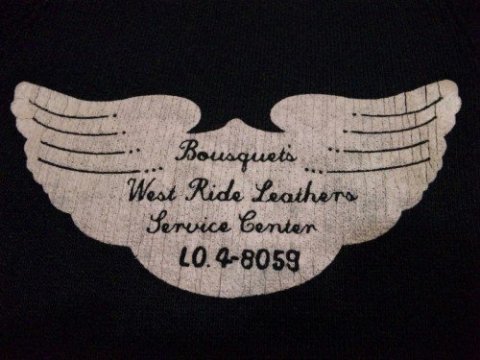 Bousquet's
West Ride Leathers
Service Center
LO. 4-8059